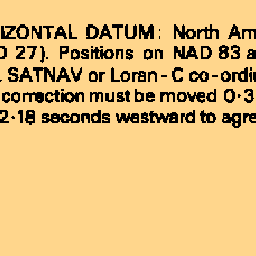 IZONTAL DATUM: North Am
D 27). Positions on NAD 83 a
, SATNAV or Loran-C co-ordi
correction must be moved 0·3
2·18 seconds westward to agre